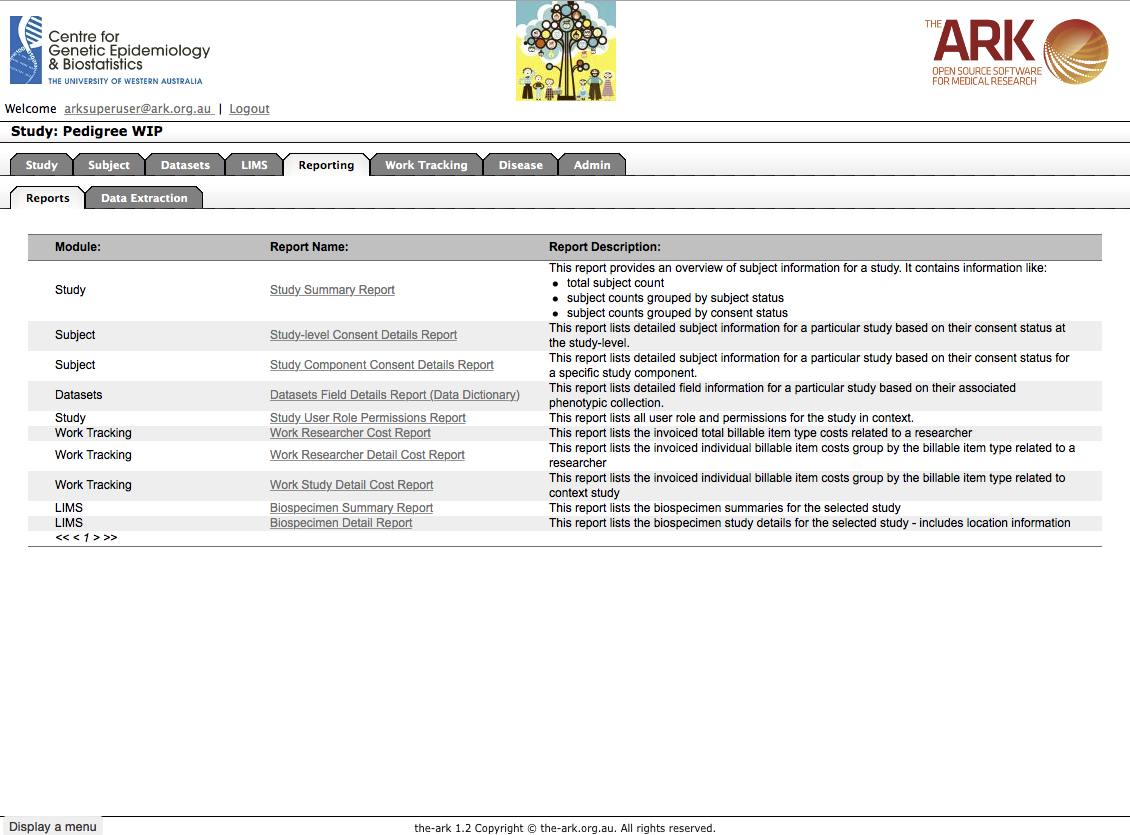 Centre for
Genetic Epidemiology
& Biostatistics
THE UNIVERSITY OF WESTERN AUSTRALIA
THE
ARK
OPEN SOURCE SOFTWARE
FOR MEDICAL RESEARCH
Welcome arksuperuser@ark.org.au | Logout
Study: Pedigree WIP
Study Subject Datasets LIMS Reporting Work Tracking Disease Admin
Reports Data Extraction
Module: Report Name: Report Description:
This report provides an overview of subject information for a study. It contains information like:
• total subject count
Study Study Summary Report
• subject counts grouped by subject status
• subject counts grouped by consent status
Subject Study-level Consent Details Report This report lists detailed subject information for a particular study based on their consent status at
the study-level.
Subject Study Component Consent Details Report This report lists detailed subject information for a particular study based on their consent status for
a specific study component.
Datasets Datasets Field Details Report (Data Dictionary) This report lists detailed field information for a particular study based on their associated
phenotypic collection.
Study Study User Role Permissions Report This report lists all user role and permissions for the study in context.
Work Tracking Work Researcher Cost Report This report lists the invoiced total billable item type costs related to a researcher
Work Tracking Work Researcher Detail Cost Report This report lists the invoiced individual billable item costs group by the billable item type related to a
researcher
Work Tracking Work Study Detail Cost Report This report lists the invoiced individual billable item costs group by the billable item type related to
context study
LIMS Biospecimen Summary Report This report lists the biospecimen summaries for the selected study
LIMS Biospecimen Detail Report This report lists the biospecimen study details for the selected study - includes location information
<< < 1 > >>
Display a menu
the-ark 1.2 Copyright © the-ark.org.au. All rights reserved.